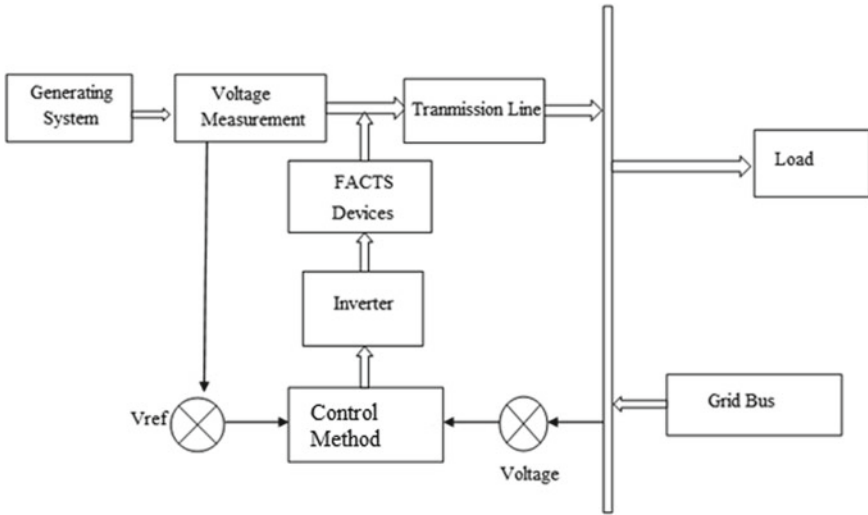 Generating
System
Voltage
Measurement
Tranmission Line
Load
FACTS
Devices
Inverter
Vref
Control
Method
Voltage
Grid Bus